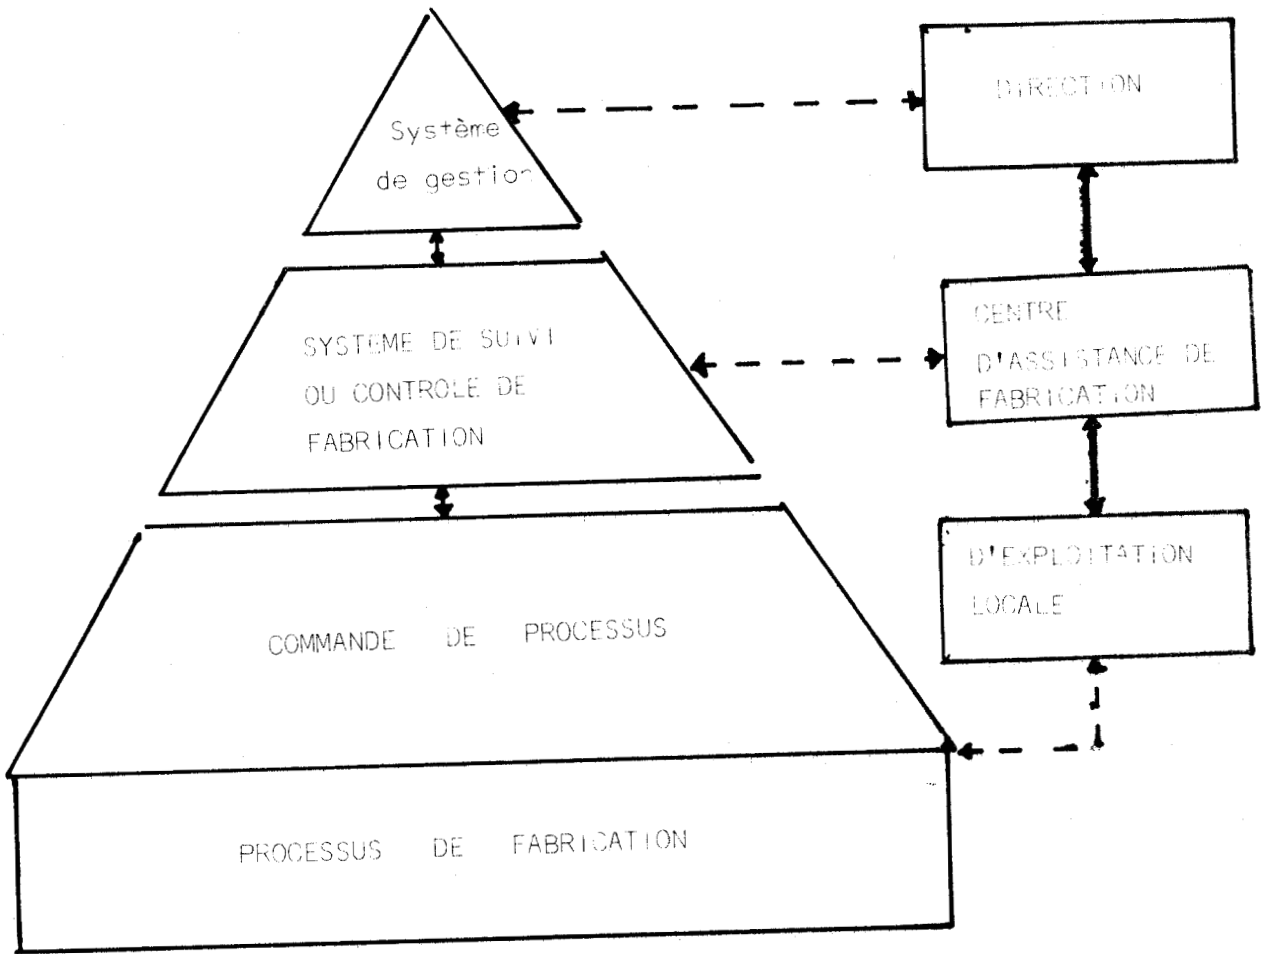 Système
de gestion
DIRECTION
SYSTEME DE SUIVI
OU CONTROLE DE
FABRICATION
CENTRE
D'ASSISTANCE DE
FABRICATION
D'EXPLOITATION
LOCALE
COMMANDE DE PROCESSUS
PROCESSUS DE FABRICATION